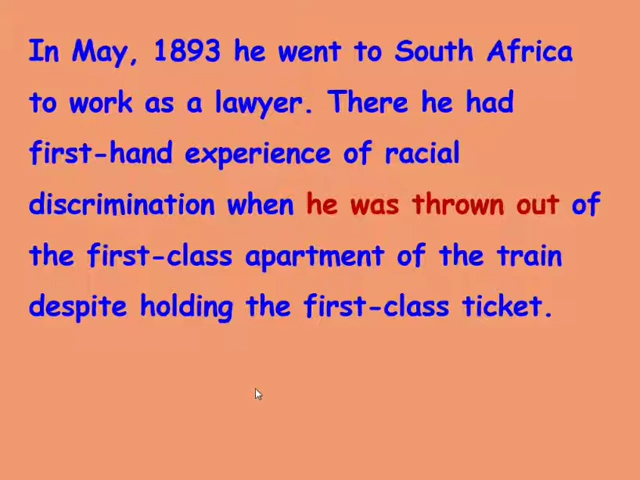 In May, 1893 he went to South Africa
to work as a lawyer. There he had
first-hand experience of racial
discrimination when he was thrown out of
the first-class apartment of the train
despite holding the first-class ticket.